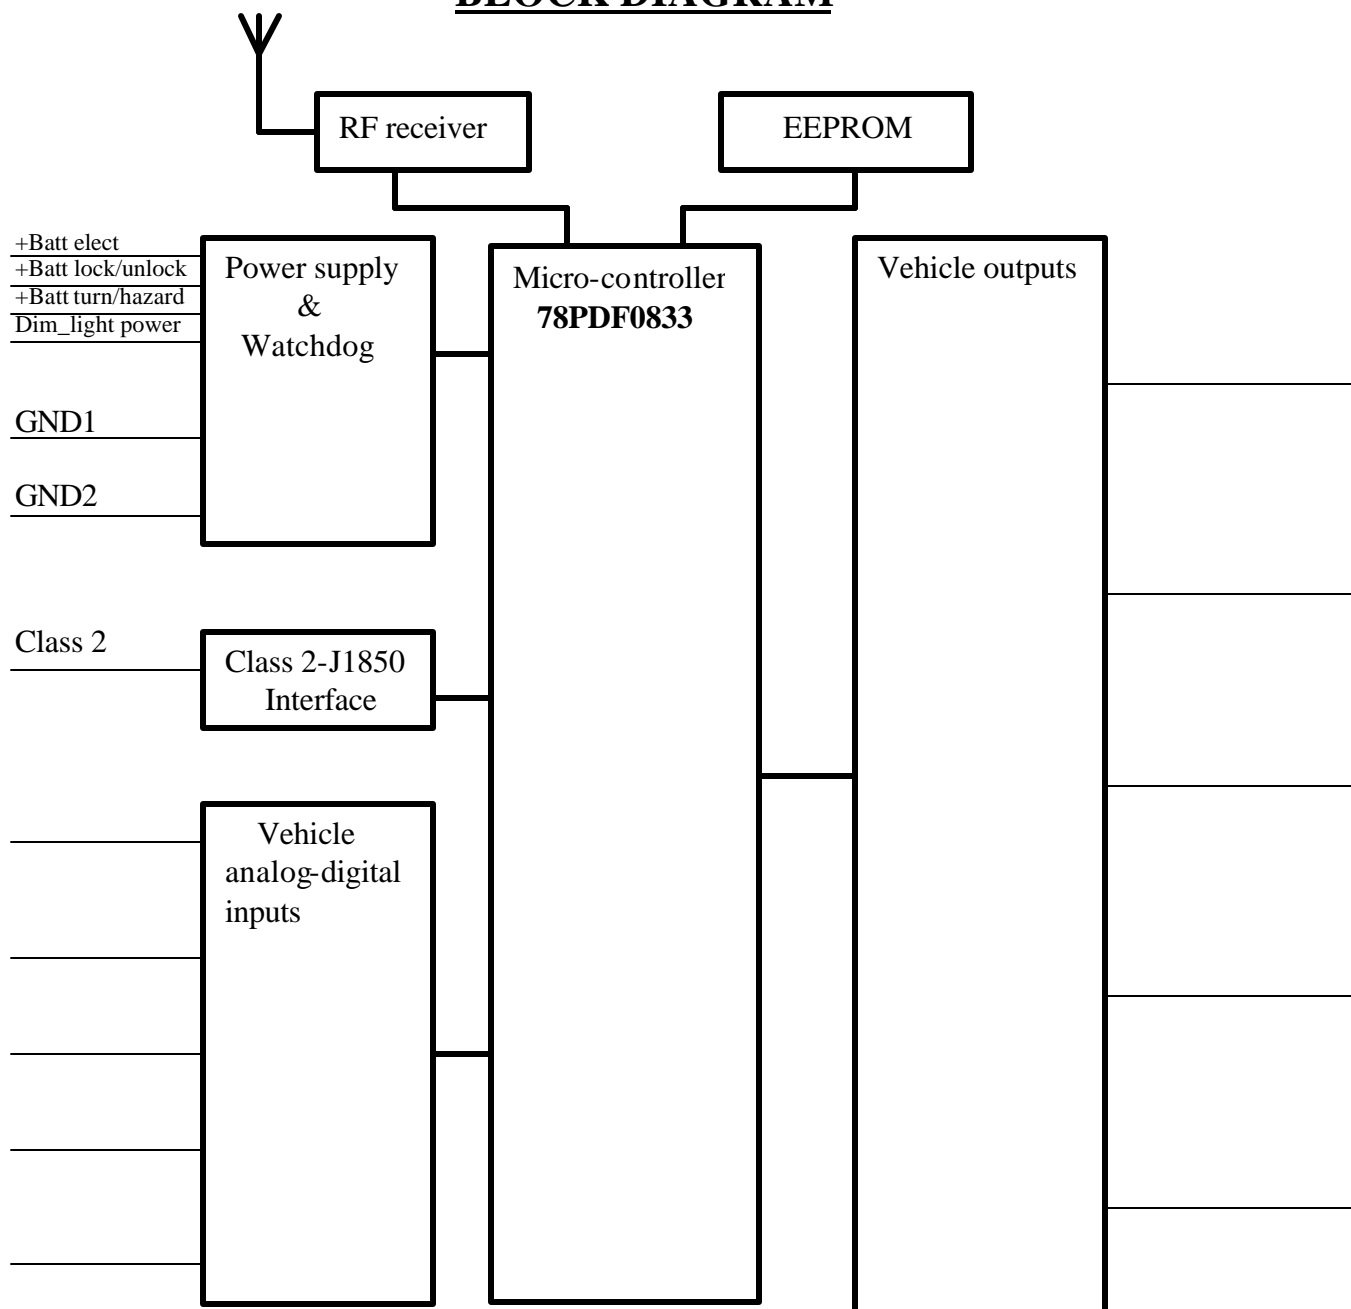 BLOCK DIAGRAM
RF receiver
EEPROM
+Batt elect
+Batt lock/unlock
+Batt turn/hazard
Dim_light power
GND1
GND2
Power supply
&
Watchdog
Micro-controller
78PDF0833
Vehicle outputs
Class 2
Class 2-J1850
Interface
Vehicle
analog-digital
inputs